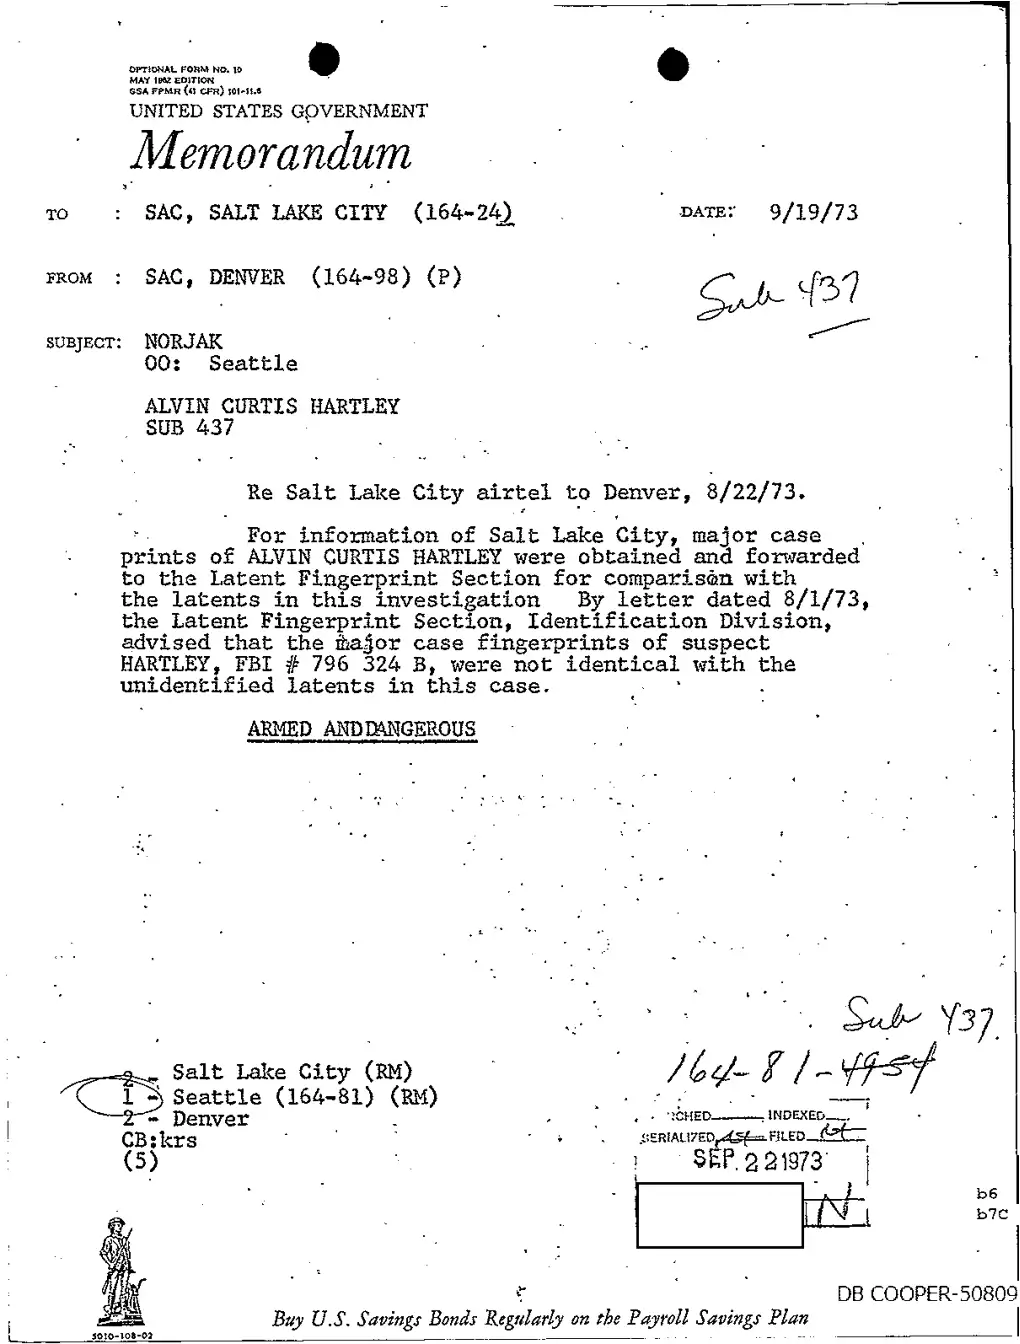 OPTIONAL FORM NO. 10
MAY 1962 EDITION
GSA FPMR (41 CFR) 101-11.6
UNITED STATES GOVERNMENT
Memorandum
TO : SAC, SALT LAKE CITY (164-24) DATE: 9/19/73
FROM : SAC, DENVER (164-98) (P)
Sub 437
SUBJECT: NORJAK
OO: Seattle
ALVIN CURTIS HARTLEY
SUB 437
Re Salt Lake City airtel to Denver, 8/22/73.
For information of Salt Lake City, major case
prints of ALVIN CURTIS HARTLEY were obtained and forwarded
to the Latent Fingerprint Section for comparison with
the latents in this investigation By letter dated 8/1/73,
the Latent Fingerprint Section, Identification Division,
advised that the major case fingerprints of suspect
HARTLEY, FBI # 796 324 B, were not identical with the
unidentified latents in this case.
ARMED AND DANGEROUS
Sub 437.
164-81-4954
2 - Salt Lake City (RM)
1 - Seattle (164-81) (RM)
2 - Denver
CB:krs
(5)
CHED INDEXED
SERIALIZED FILED
SEP. 22 1973
N
b6
b7C
DB COOPER-50809
Buy U.S. Savings Bonds Regularly on the Payroll Savings Plan
5010-108-02